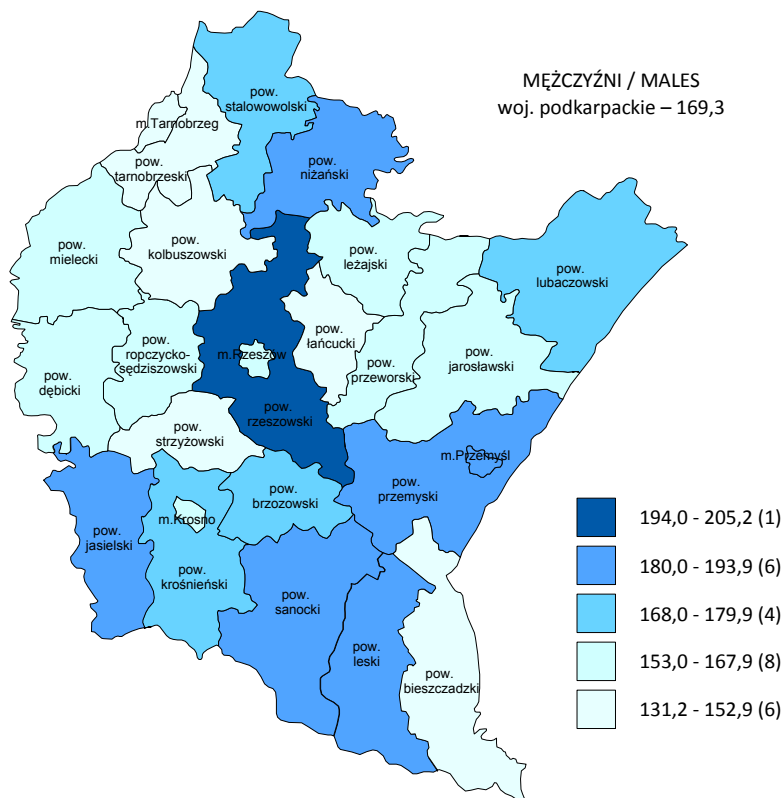 MĘŻCZYŹNI / MALES
woj. podkarpackie – 169,3
pow.
stalowowolski
m.Tarnobrzeg
pow.
tarnobrzeski
pow.
niżański
pow.
mielecki
pow.
kolbuszowski
pow.
leżajski
pow.
lubaczowski
pow.
ropczycko-
sędziszowski
m.Rzeszów
pow.
łańcucki
pow.
przeworski
pow.
jarosławski
pow.
dębicki
pow.
rzeszowski
pow.
strzyżowski
m.Przemyśl
pow.
przemyski
pow.
brzozowski
m.Krosno
pow.
jasielski
pow.
krośnieński
pow.
sanocki
pow.
leski
pow.
bieszczadzki
194,0 - 205,2 (1)
180,0 - 193,9 (6)
168,0 - 179,9 (4)
153,0 - 167,9 (8)
131,2 - 152,9 (6)